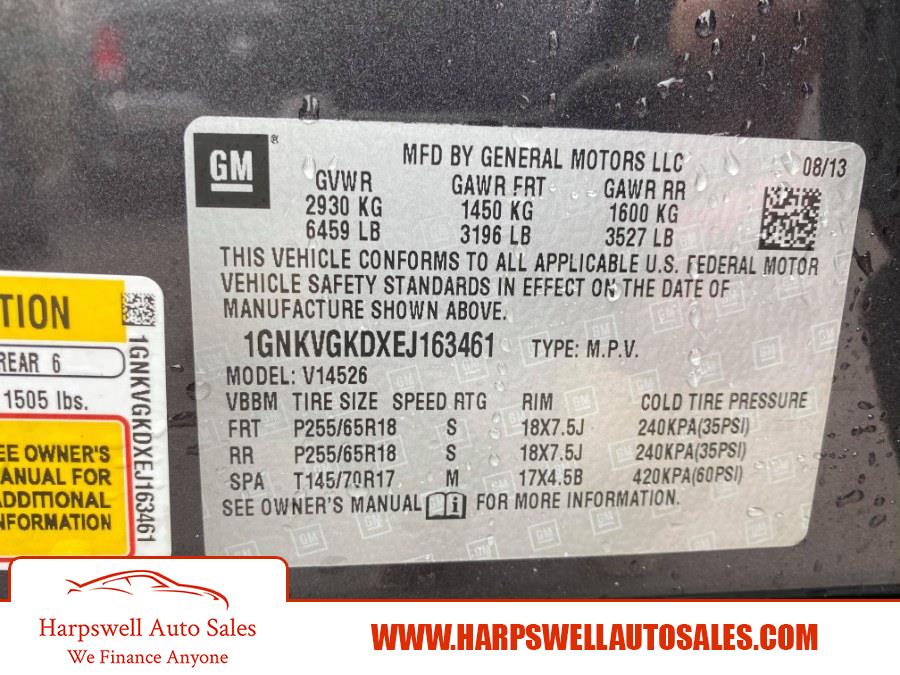 GM
MFD BY GENERAL MOTORS LLC 08/13
GVWR GAWR FRT GAWR RR
2930 KG 1450 KG 1600 KG
6459 LB 3196 LB 3527 LB
THIS VEHICLE CONFORMS TO ALL APPLICABLE U.S. FEDERAL MOTOR
VEHICLE SAFETY STANDARDS IN EFFECT ON THE DATE OF
MANUFACTURE SHOWN ABOVE.
1GNKVGKDXEJ163461 TYPE: M.P.V.
MODEL: V14526
VBBM TIRE SIZE SPEED RTG RIM COLD TIRE PRESSURE
FRT P255/65R18 S 18X7.5J 240KPA(35PSI)
RR P255/65R18 S 18X7.5J 240KPA(35PSI)
SPA T145/70R17 M 17X4.5B 420KPA(60PSI)
SEE OWNER'S MANUAL FOR MORE INFORMATION.
TION
REAR 6
1505 lbs.
EE OWNER'S
ANUAL FOR
ADDITIONAL
NFORMATION
1GNKVGKDXEJ163461
Harpswell Auto Sales
We Finance Anyone
WWW.HARPSWELLAUTOSALES.COM